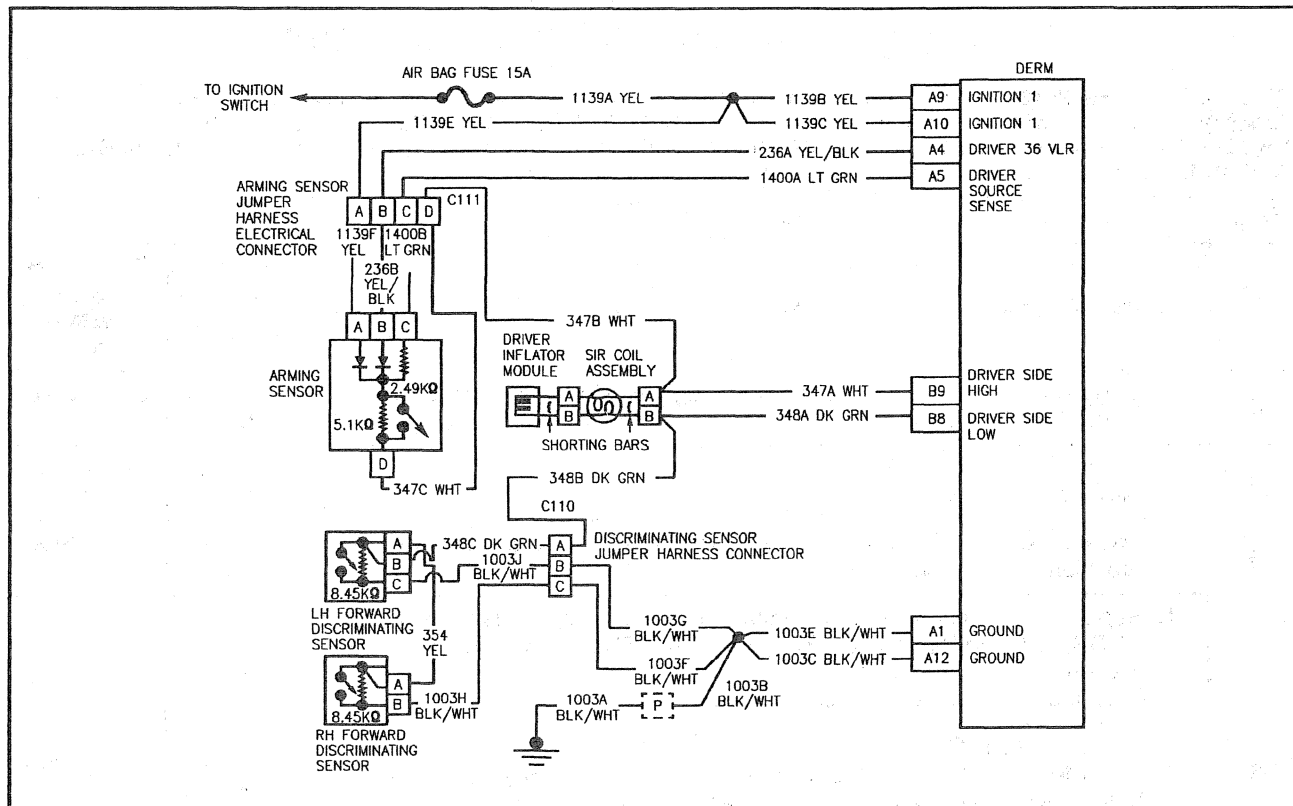 DERM
AIR BAG FUSE 15A
TO IGNITION
SWITCH
1139A YEL
1139B YEL
A9
IGNITION 1
1139E YEL
1139C YEL
A10
IGNITION 1
236A YEL/BLK
A4
DRIVER 36 VLR
1400A LT GRN
A5
DRIVER
SOURCE
SENSE
ARMING SENSOR
JUMPER
HARNESS
ELECTRICAL
CONNECTOR
A B C D
C111
1139F
YEL
1400B
LT GRN
236B
YEL/
BLK
A B C
ARMING
SENSOR
2.49KΩ
5.1KΩ
D
347C WHT
347B WHT
DRIVER
INFLATOR
MODULE
SIR COIL
ASSEMBLY
A
B
A
B
SHORTING BARS
347A WHT
B9
DRIVER SIDE
HIGH
348A DK GRN
B8
DRIVER SIDE
LOW
348B DK GRN
C110
DISCRIMINATING SENSOR
JUMPER HARNESS CONNECTOR
A
B
C
348C DK GRN
1003J
BLK/WHT
A
B
C
8.45KΩ
LH FORWARD
DISCRIMINATING
SENSOR
354
YEL
A
B
1003H
BLK/WHT
8.45KΩ
RH FORWARD
DISCRIMINATING
SENSOR
1003G
BLK/WHT
1003F
BLK/WHT
1003E BLK/WHT
A1
GROUND
1003C BLK/WHT
A12
GROUND
1003A
BLK/WHT
P
1003B
BLK/WHT